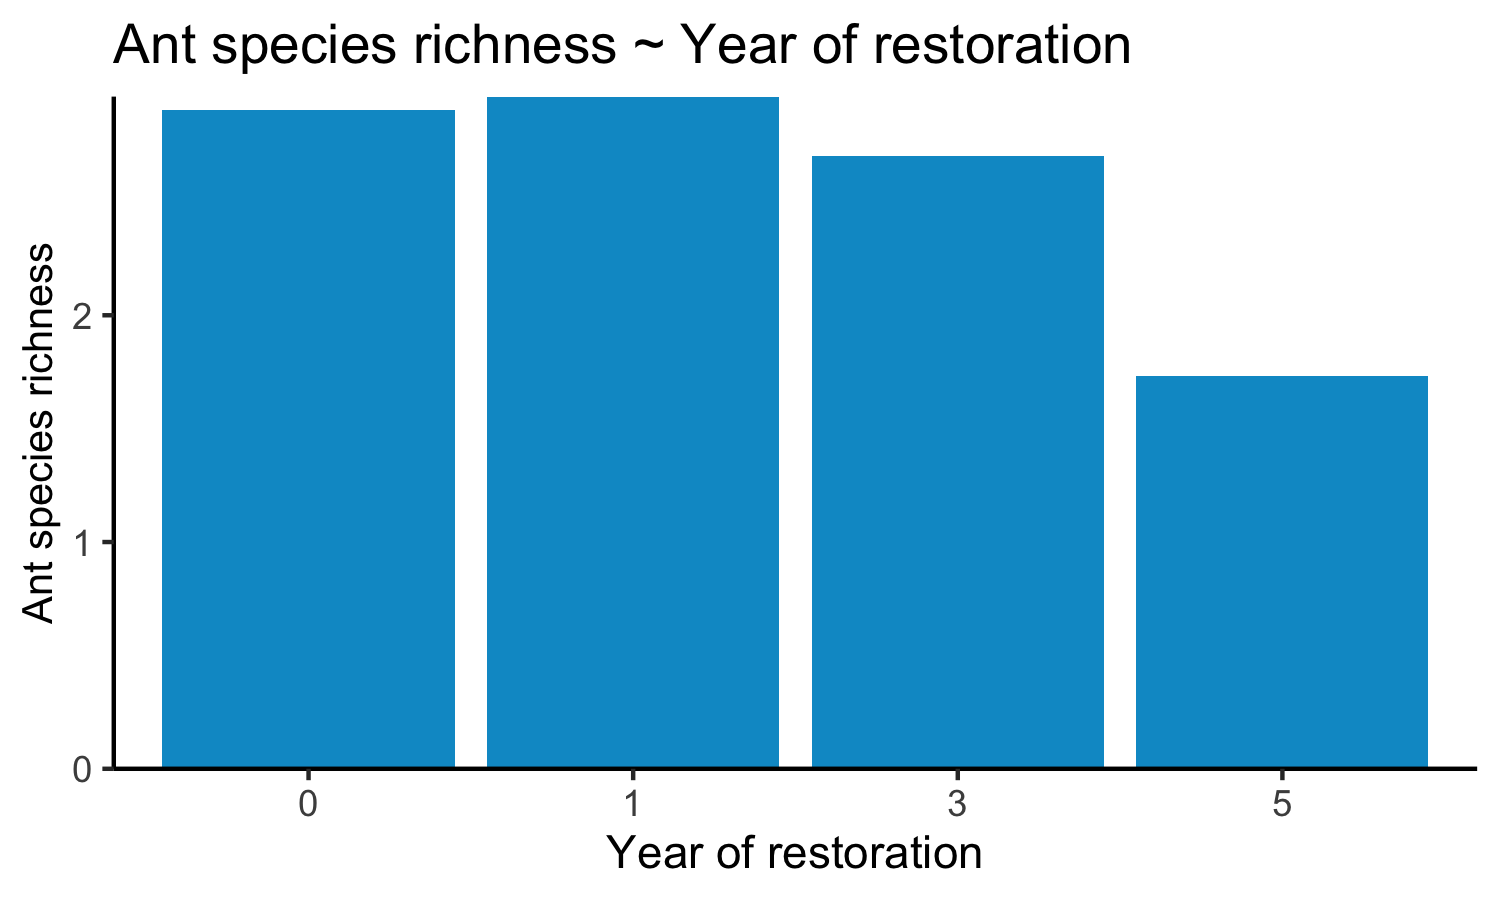 Ant species richness ~ Year of restoration
Ant species richness
2
1
0
0 1 3 5
Year of restoration